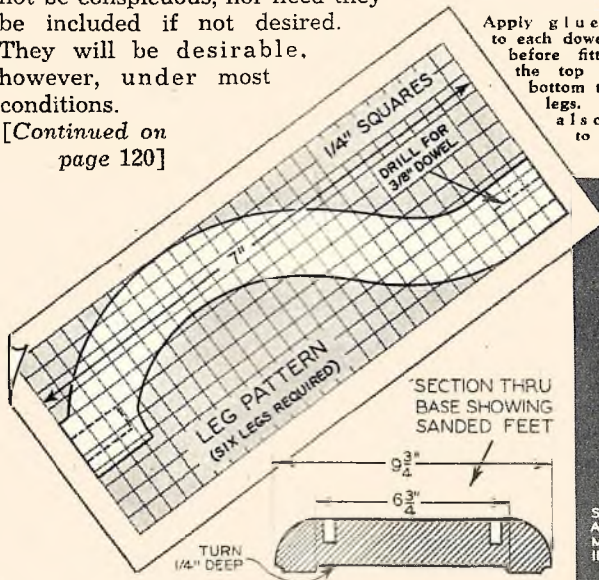 not be conspicuous, nor need they
be included if not desired.
They will be desirable,
however, under most
conditions.
[Continued on
page 120]
Apply glue
to each dowe
before fitt
the top
bottom t
legs.
also
to
1/4" SQUARES
DRILL FOR
3/8" DOWEL
7"
LEG PATTERN
(SIX LEGS REQUIRED)
SECTION THRU
BASE SHOWING
SANDED FEET
9 3/4"
6 3/4"
TURN
1/4" DEEP